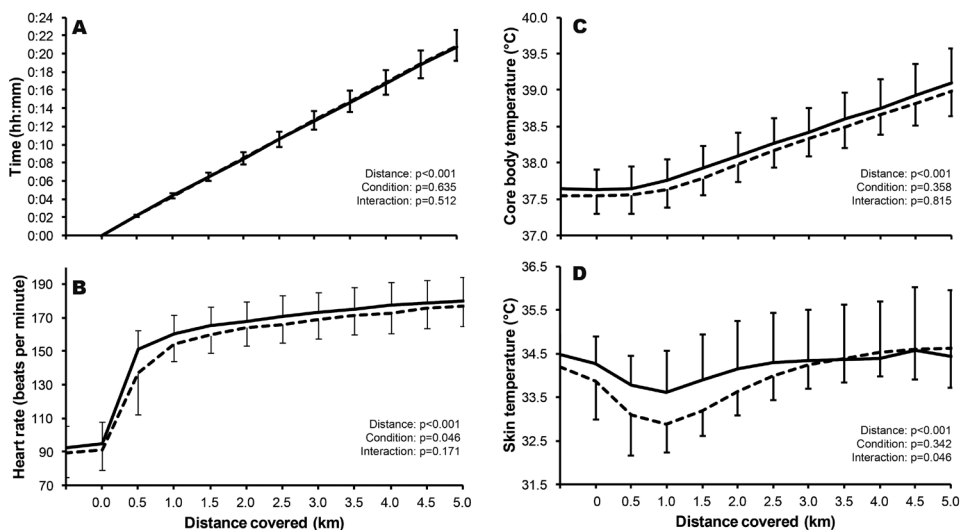 A
Time (hh:mm)
0:24
0:22
0:20
0:18
0:16
0:14
0:12
0:10
0:08
0:06
0:04
0:02
0:00
Distance: p<0.001
Condition: p=0.635
Interaction: p=0.512
C
Core body temperature (°C)
40.0
39.5
39.0
38.5
38.0
37.5
37.0
Distance: p<0.001
Condition: p=0.358
Interaction: p=0.815
B
Heart rate (beats per minute)
190
170
150
130
110
90
70
Distance: p<0.001
Condition: p=0.046
Interaction: p=0.171
0.0 0.5 1.0 1.5 2.0 2.5 3.0 3.5 4.0 4.5 5.0
Distance covered (km)
D
Skin temperature (°C)
36.5
35.5
34.5
33.5
32.5
31.5
Distance: p<0.001
Condition: p=0.342
Interaction: p=0.046
0 0.5 1.0 1.5 2.0 2.5 3.0 3.5 4.0 4.5 5.0
Distance covered (km)